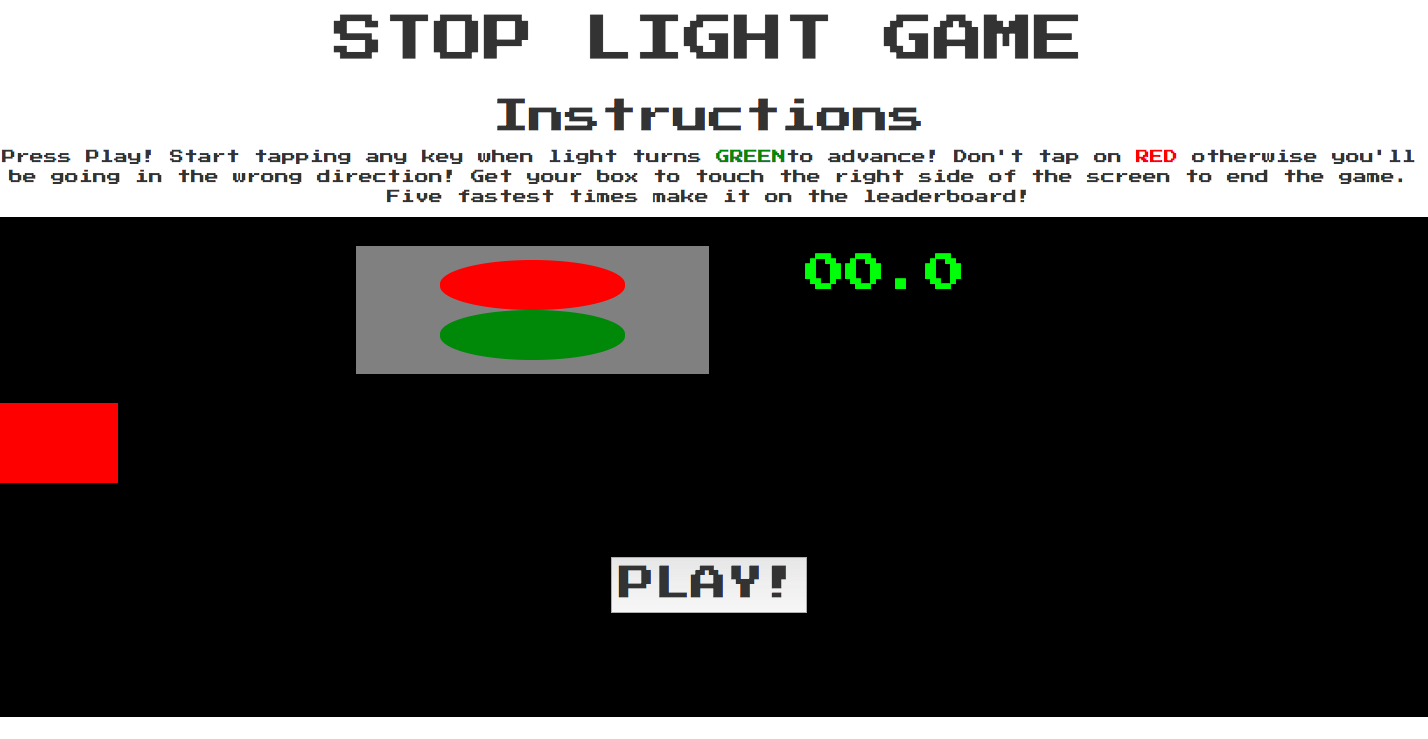 STOP LIGHT GAME
Instructions
Press Play! Start tapping any key when light turns GREENto advance! Don't tap on RED otherwise you'll
be going in the wrong direction! Get your box to touch the right side of the screen to end the game.
Five fastest times make it on the leaderboard!
00.0
PLAY!